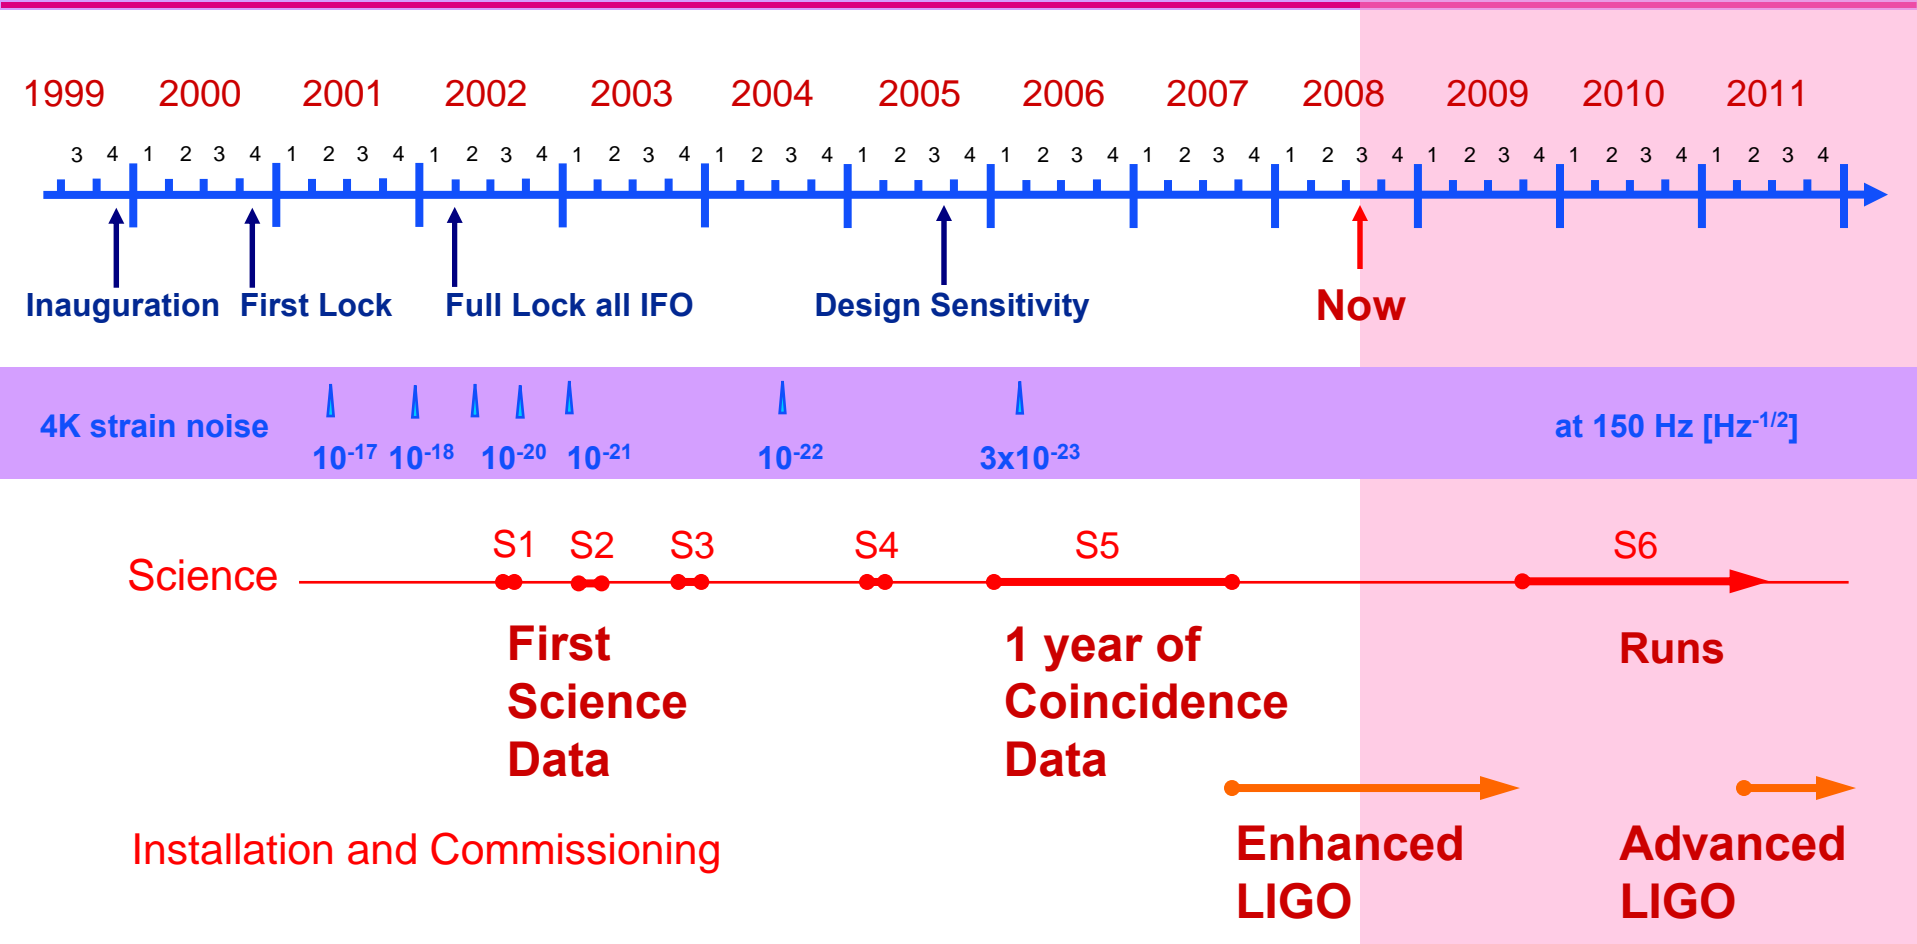 1999 2000 2001 2002 2003 2004 2005 2006 2007 2008 2009 2010 2011
3 4 1 2 3 4 1 2 3 4 1 2 3 4 1 2 3 4 1 2 3 4 1 2 3 4 1 2 3 4 1 2 3 4 1 2 3 4 1 2 3 4 1 2 3 4 1 2 3 4
Inauguration First Lock Full Lock all IFO Design Sensitivity Now
4K strain noise at 150 Hz [Hz-1/2]
10-17 10-18 10-20 10-21 10-22 3x10-23
S1 S2 S3 S4 S5 S6
Science
First
Science
Data
1 year of
Coincidence
Data
Runs
Installation and Commissioning
Enhanced
LIGO
Advanced
LIGO